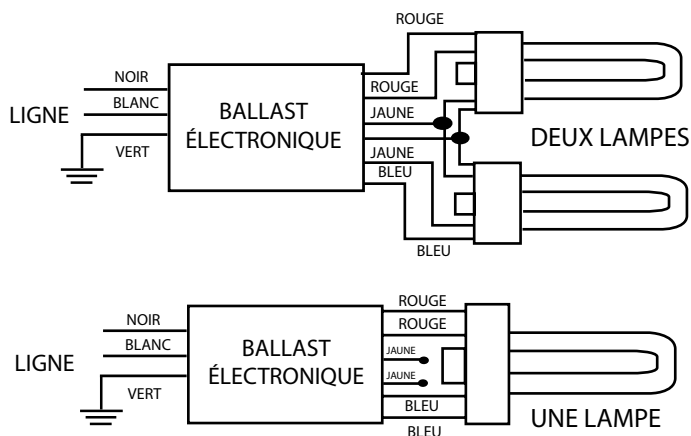 ROUGE
NOIR
ROUGE
BLANC
JAUNE
LIGNE
BALLAST
ÉLECTRONIQUE
DEUX LAMPES
VERT
JAUNE
BLEU
BLEU
ROUGE
NOIR
ROUGE
BLANC
JAUNE
LIGNE
BALLAST
ÉLECTRONIQUE
JAUNE
VERT
BLEU
UNE LAMPE
BLEU